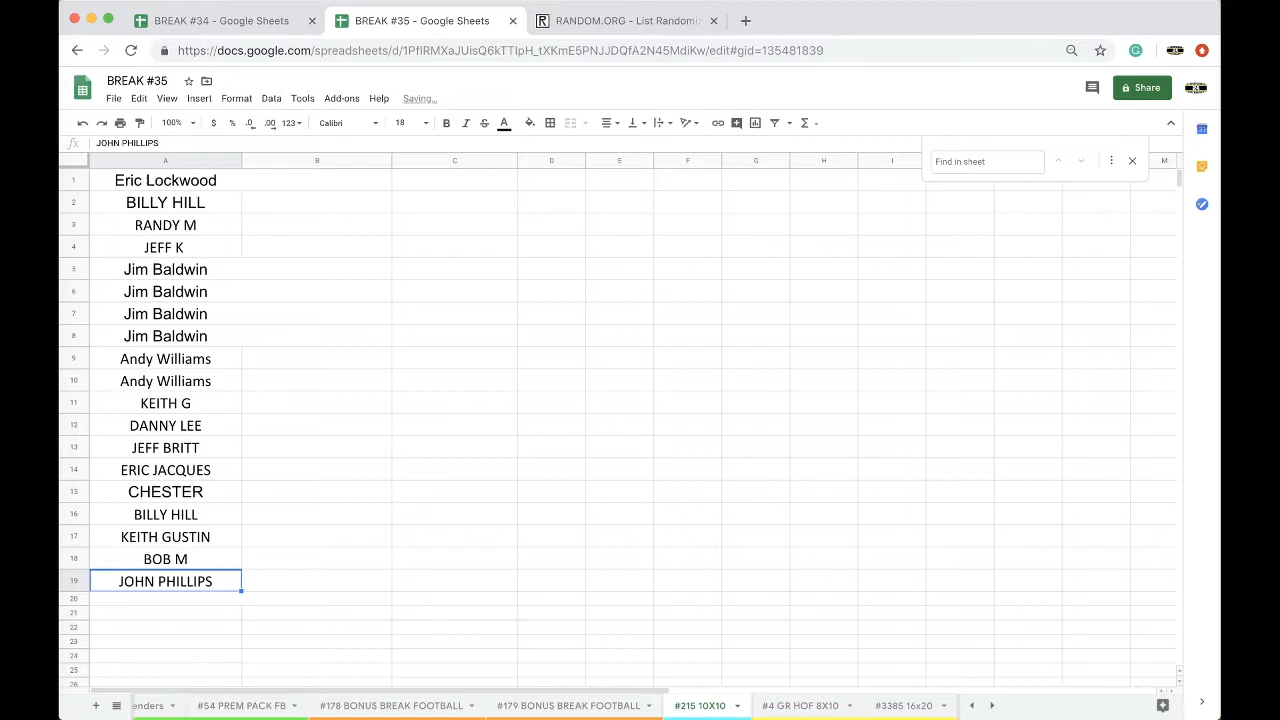 BREAK #34 - Google Sheets
BREAK #35 - Google Sheets
RANDOM.ORG - List Randomi
https://docs.google.com/spreadsheets/d/1PfIRMXaJUisQ6kTTIpH_tXKmE5PNJJDQfA2N45MdiKw/edit#gid=135481839
BREAK #35
File Edit View Insert Format Data Tools Add-ons Help Saving...
Share
100% $ % .0 .00 123 Calibri 18 B I S A
fx JOHN PHILLIPS
Find in sheet
A B C D E F G H I M
1 Eric Lockwood
2 BILLY HILL
3 RANDY M
4 JEFF K
5 Jim Baldwin
6 Jim Baldwin
7 Jim Baldwin
8 Jim Baldwin
9 Andy Williams
10 Andy Williams
11 KEITH G
12 DANNY LEE
13 JEFF BRITT
14 ERIC JACQUES
15 CHESTER
16 BILLY HILL
17 KEITH GUSTIN
18 BOB M
19 JOHN PHILLIPS
20
21
22
23
24
25
26
enders #54 PREM PACK FB #178 BONUS BREAK FOOTBALL #179 BONUS BREAK FOOTBALL #215 10X10 #4 GR HOF 8X10 #3385 16x20